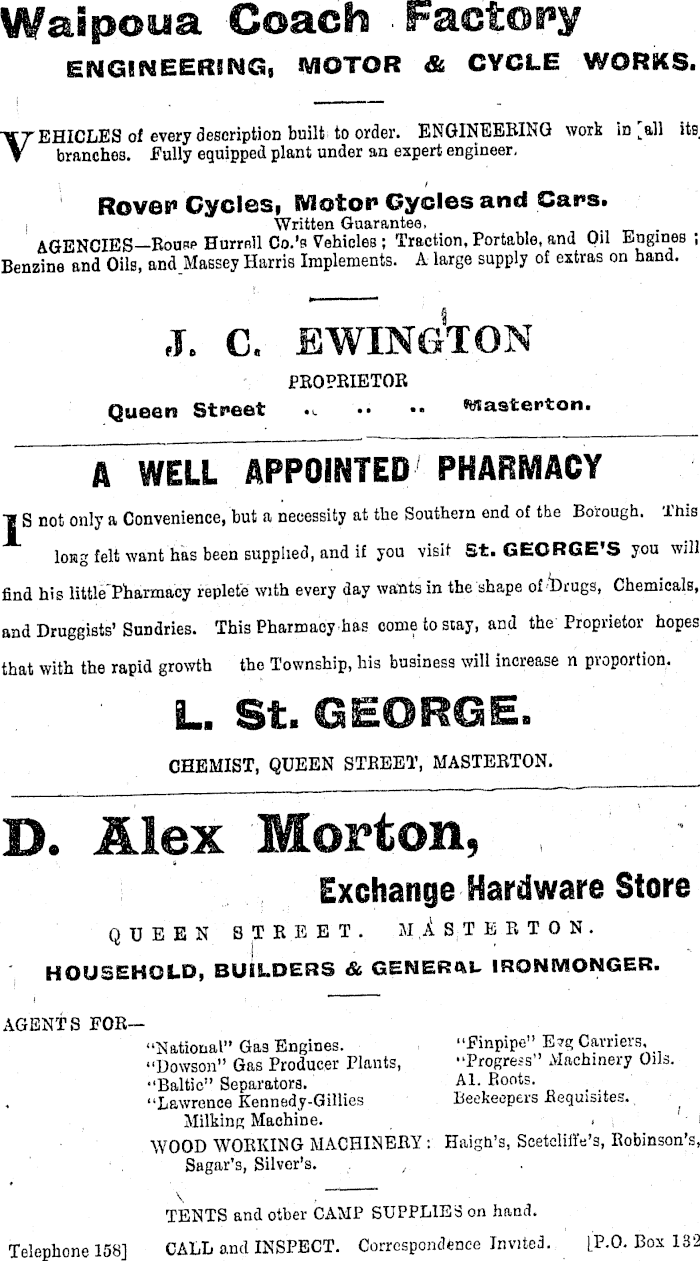 Waipoua Coach Factory
ENGINEERING, MOTOR & CYCLE WORKS.
VEHICLES of every description built to order. ENGINEERING work in all its
branches. Fully equipped plant under an expert engineer.
Rover Cycles, Motor Cycles and Cars.
Written Guarantee.
AGENCIES—Rouse Hurrell Co.'s Vehicles; Traction, Portable, and Oil Engines;
Benzine and Oils, and Massey Harris Implements. A large supply of extras on hand.
J. C. EWINGTON
PROPRIETOR
Queen Street .. .. .. Masterton.
A WELL APPOINTED PHARMACY
IS not only a Convenience, but a necessity at the Southern end of the Borough. This
long felt want has been supplied, and if you visit St. GEORGE'S you will
find his little Pharmacy replete with every day wants in the shape of Drugs, Chemicals,
and Druggists' Sundries. This Pharmacy has come to stay, and the Proprietor hopes
that with the rapid growth the Township, his business will increase n proportion.
L. St. GEORGE.
CHEMIST, QUEEN STREET, MASTERTON.
D. Alex Morton,
Exchange Hardware Store
QUEEN STREET. MASTERTON.
HOUSEHOLD, BUILDERS & GENERAL IRONMONGER.
AGENTS FOR—
"National" Gas Engines.
"Dowson" Gas Producer Plants,
"Baltic" Separators.
"Lawrence Kennedy-Gillies
Milking Machine.
"Finpipe" Egg Carriers,
"Progress" Machinery Oils.
A1. Roots.
Beekeepers Requisites.
WOOD WORKING MACHINERY: Haigh's, Scetcliffe's, Robinson's,
Sagar's, Silver's.
TENTS and other CAMP SUPPLIES on hand.
Telephone 158] CALL and INSPECT. Correspondence Invited. [P.O. Box 132